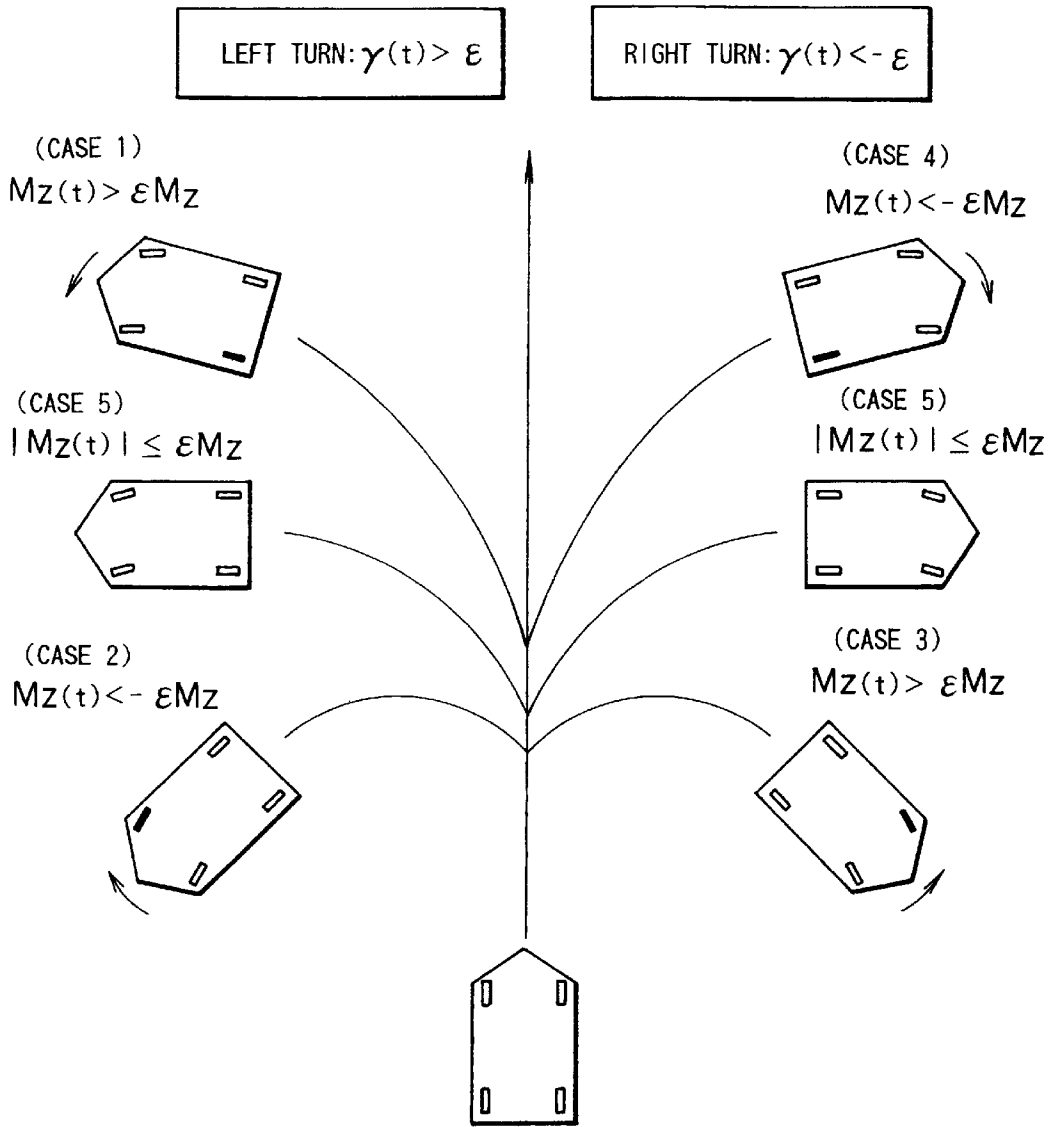 LEFT TURN: γ(t) > ε
RIGHT TURN: γ(t) < - ε
(CASE 1)
Mz(t) > εMz
(CASE 4)
Mz(t) < - εMz
(CASE 5)
|Mz(t)| ≤ εMz
(CASE 5)
|Mz(t)| ≤ εMz
(CASE 2)
Mz(t) < - εMz
(CASE 3)
Mz(t) > εMz